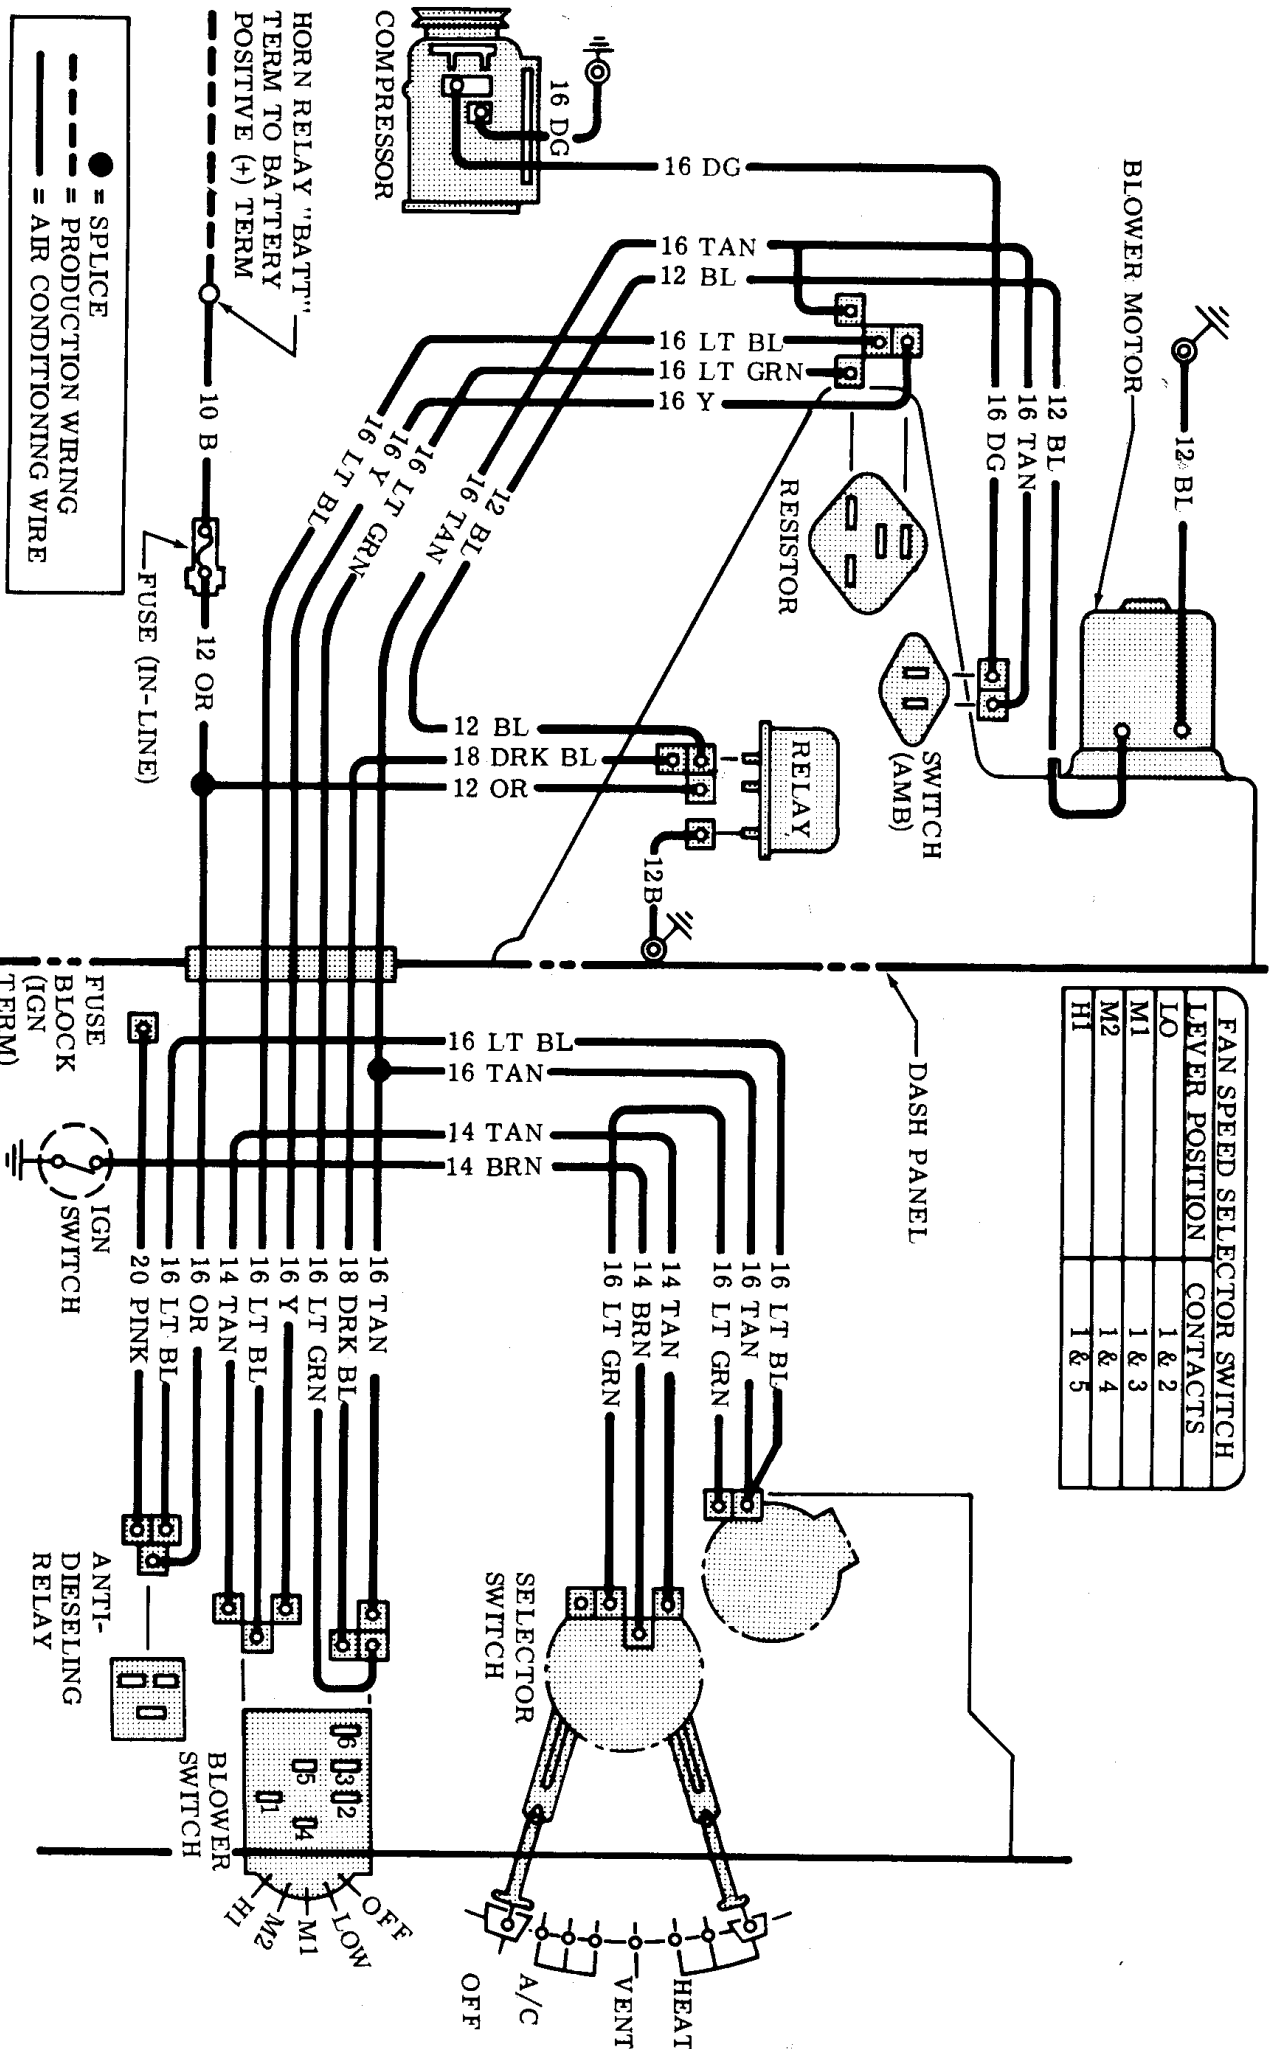 COMPRESSOR
16 DG
16 DG
BLOWER MOTOR
12 BL
HORN RELAY "BATT"
TERM TO BATTERY
POSITIVE (+) TERM
● = SPLICE
= PRODUCTION WIRING
= AIR CONDITIONING WIRE
16 TAN
12 BL
16 LT BL
16 LT GRN
16 Y
12 BL
16 TAN
16 DG
10 B
FUSE (IN-LINE)
12 OR
16 LT BL
16 Y
16 LT GRN
16 TAN
12 BL
RESISTOR
SWITCH
(AMB)
12 BL
18 DRK BL
12 OR
RELAY
12B
DASH PANEL
FAN SPEED SELECTOR SWITCH
LEVER POSITION CONTACTS
LO 1 & 2
M1 1 & 3
M2 1 & 4
HI 1 & 5
FUSE
BLOCK
(IGN
TERM)
16 LT BL
16 TAN
14 TAN
14 BRN
IGN
SWITCH
16 LT BL
16 TAN
16 LT GRN
14 TAN
14 BRN
16 LT GRN
16 TAN
18 DRK BL
16 LT GRN
16 Y
16 LT BL
14 TAN
16 OR
16 LT BL
20 PINK
ANTI-
DIESELING
RELAY
SELECTOR
SWITCH
BLOWER
SWITCH
6
3
2
5
4
1
OFF
LOW
M1
M2
HI
HEAT
VENT
A/C
OFF